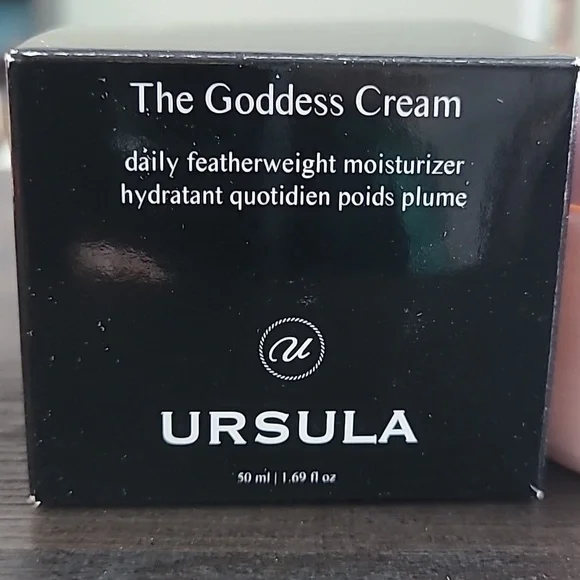 The Goddess Cream
daily featherweight moisturizer
hydratant quotidien poids plume
U
URSULA
50 ml | 1.69 fl oz